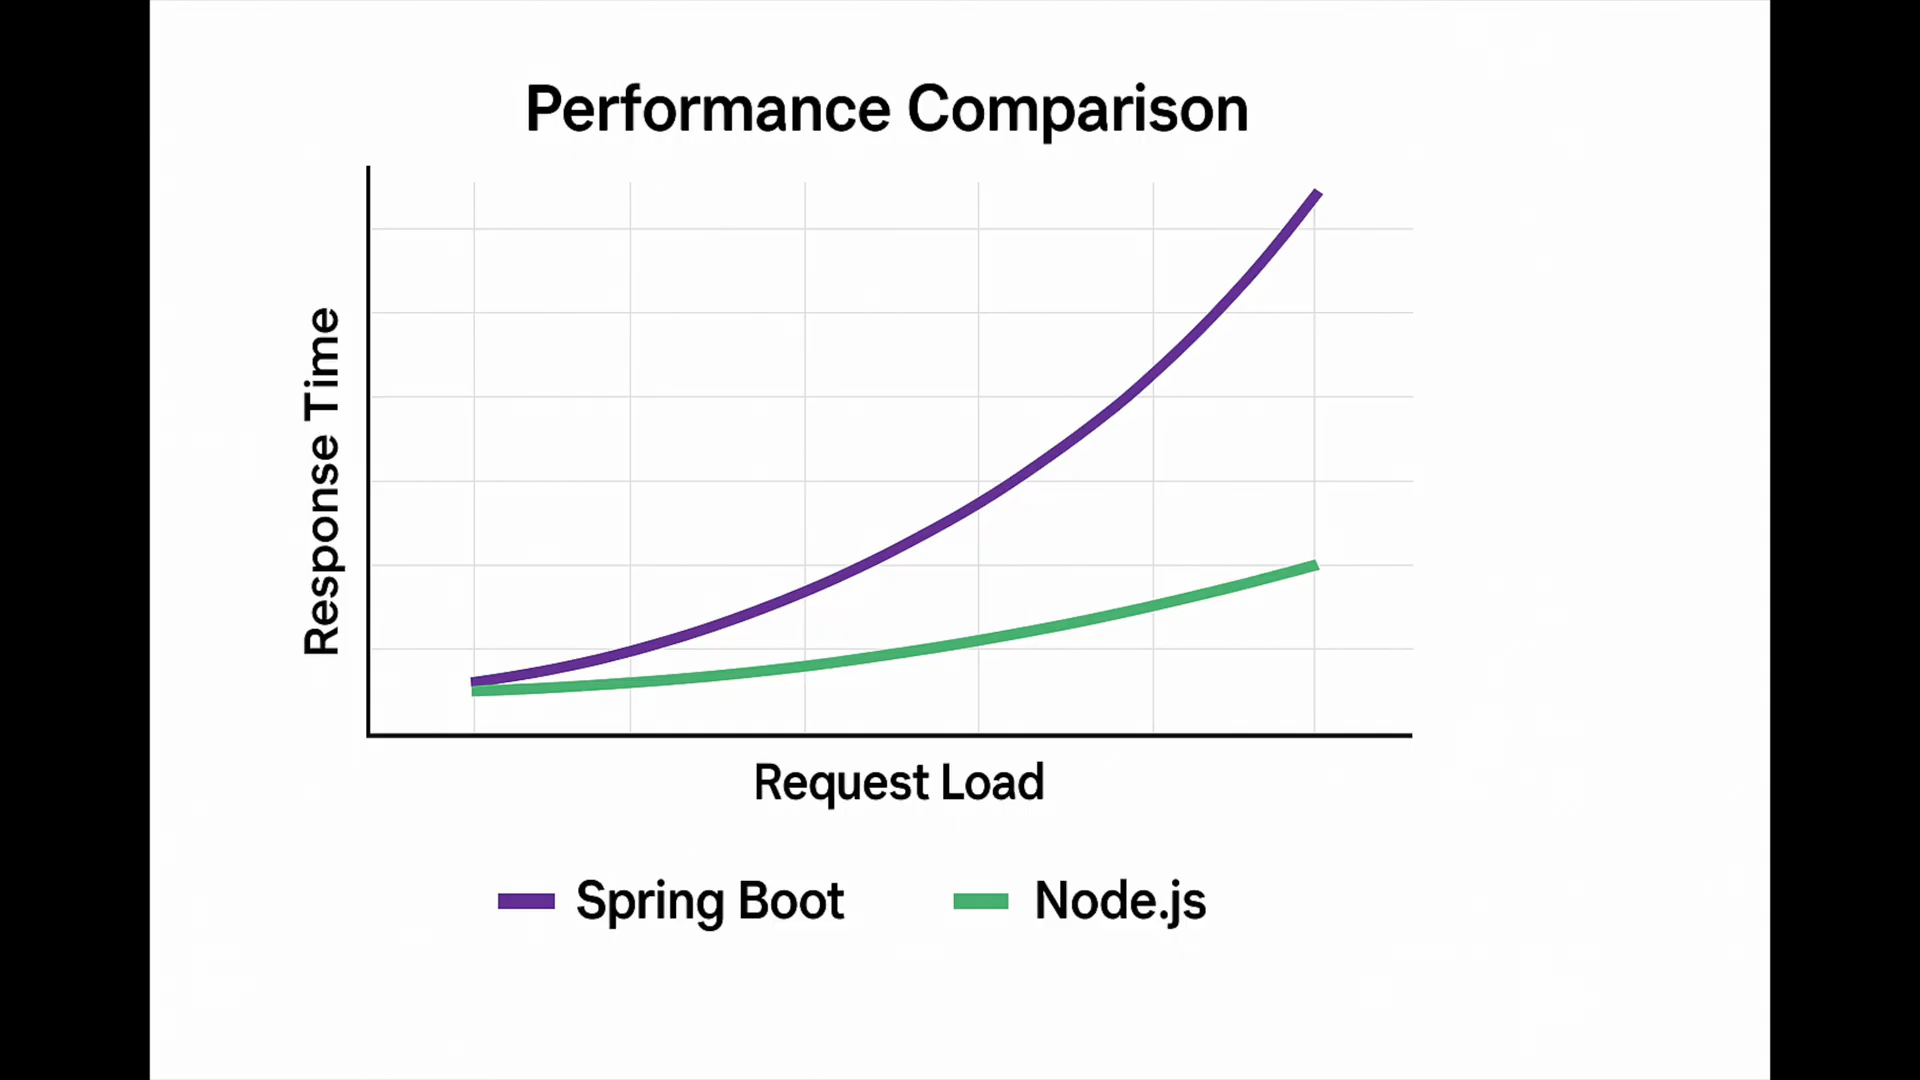 Performance Comparison
Response Time
Request Load
Spring Boot
Node.js